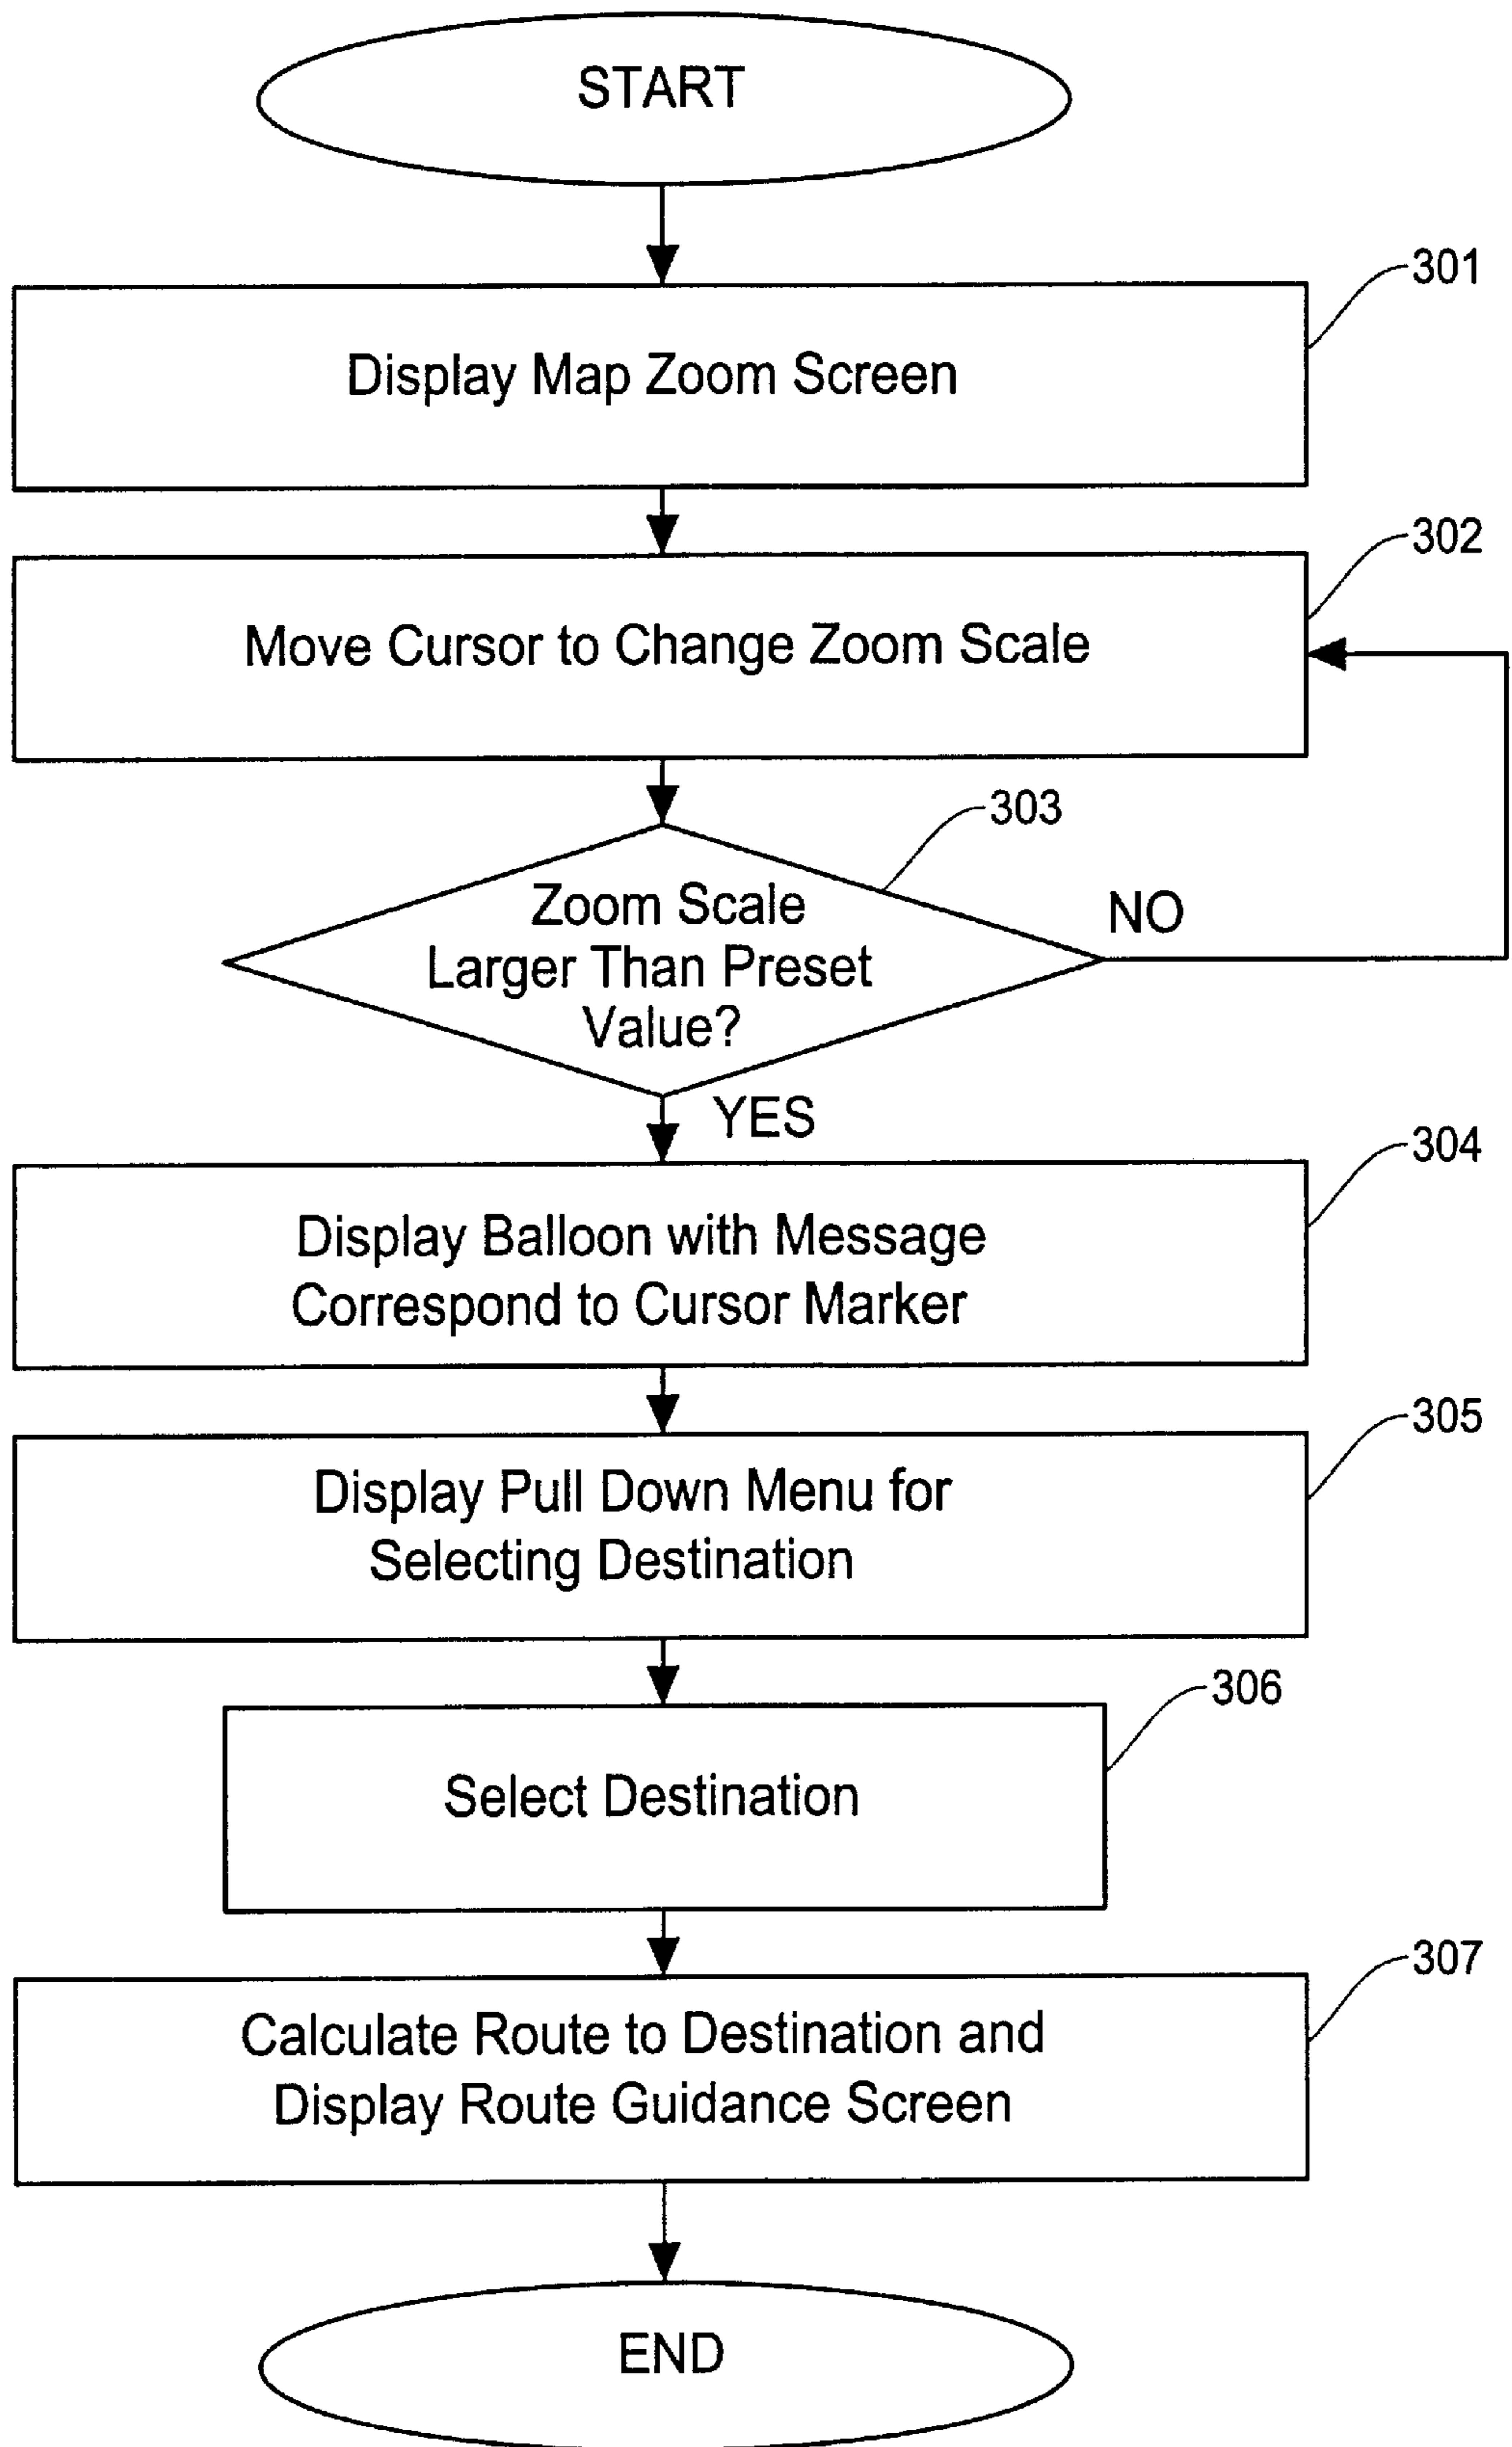 START
301
Display Map Zoom Screen
302
Move Cursor to Change Zoom Scale
303
Zoom Scale
Larger Than Preset
Value?
NO
YES
304
Display Balloon with Message
Correspond to Cursor Marker
305
Display Pull Down Menu for
Selecting Destination
306
Select Destination
307
Calculate Route to Destination and
Display Route Guidance Screen
END